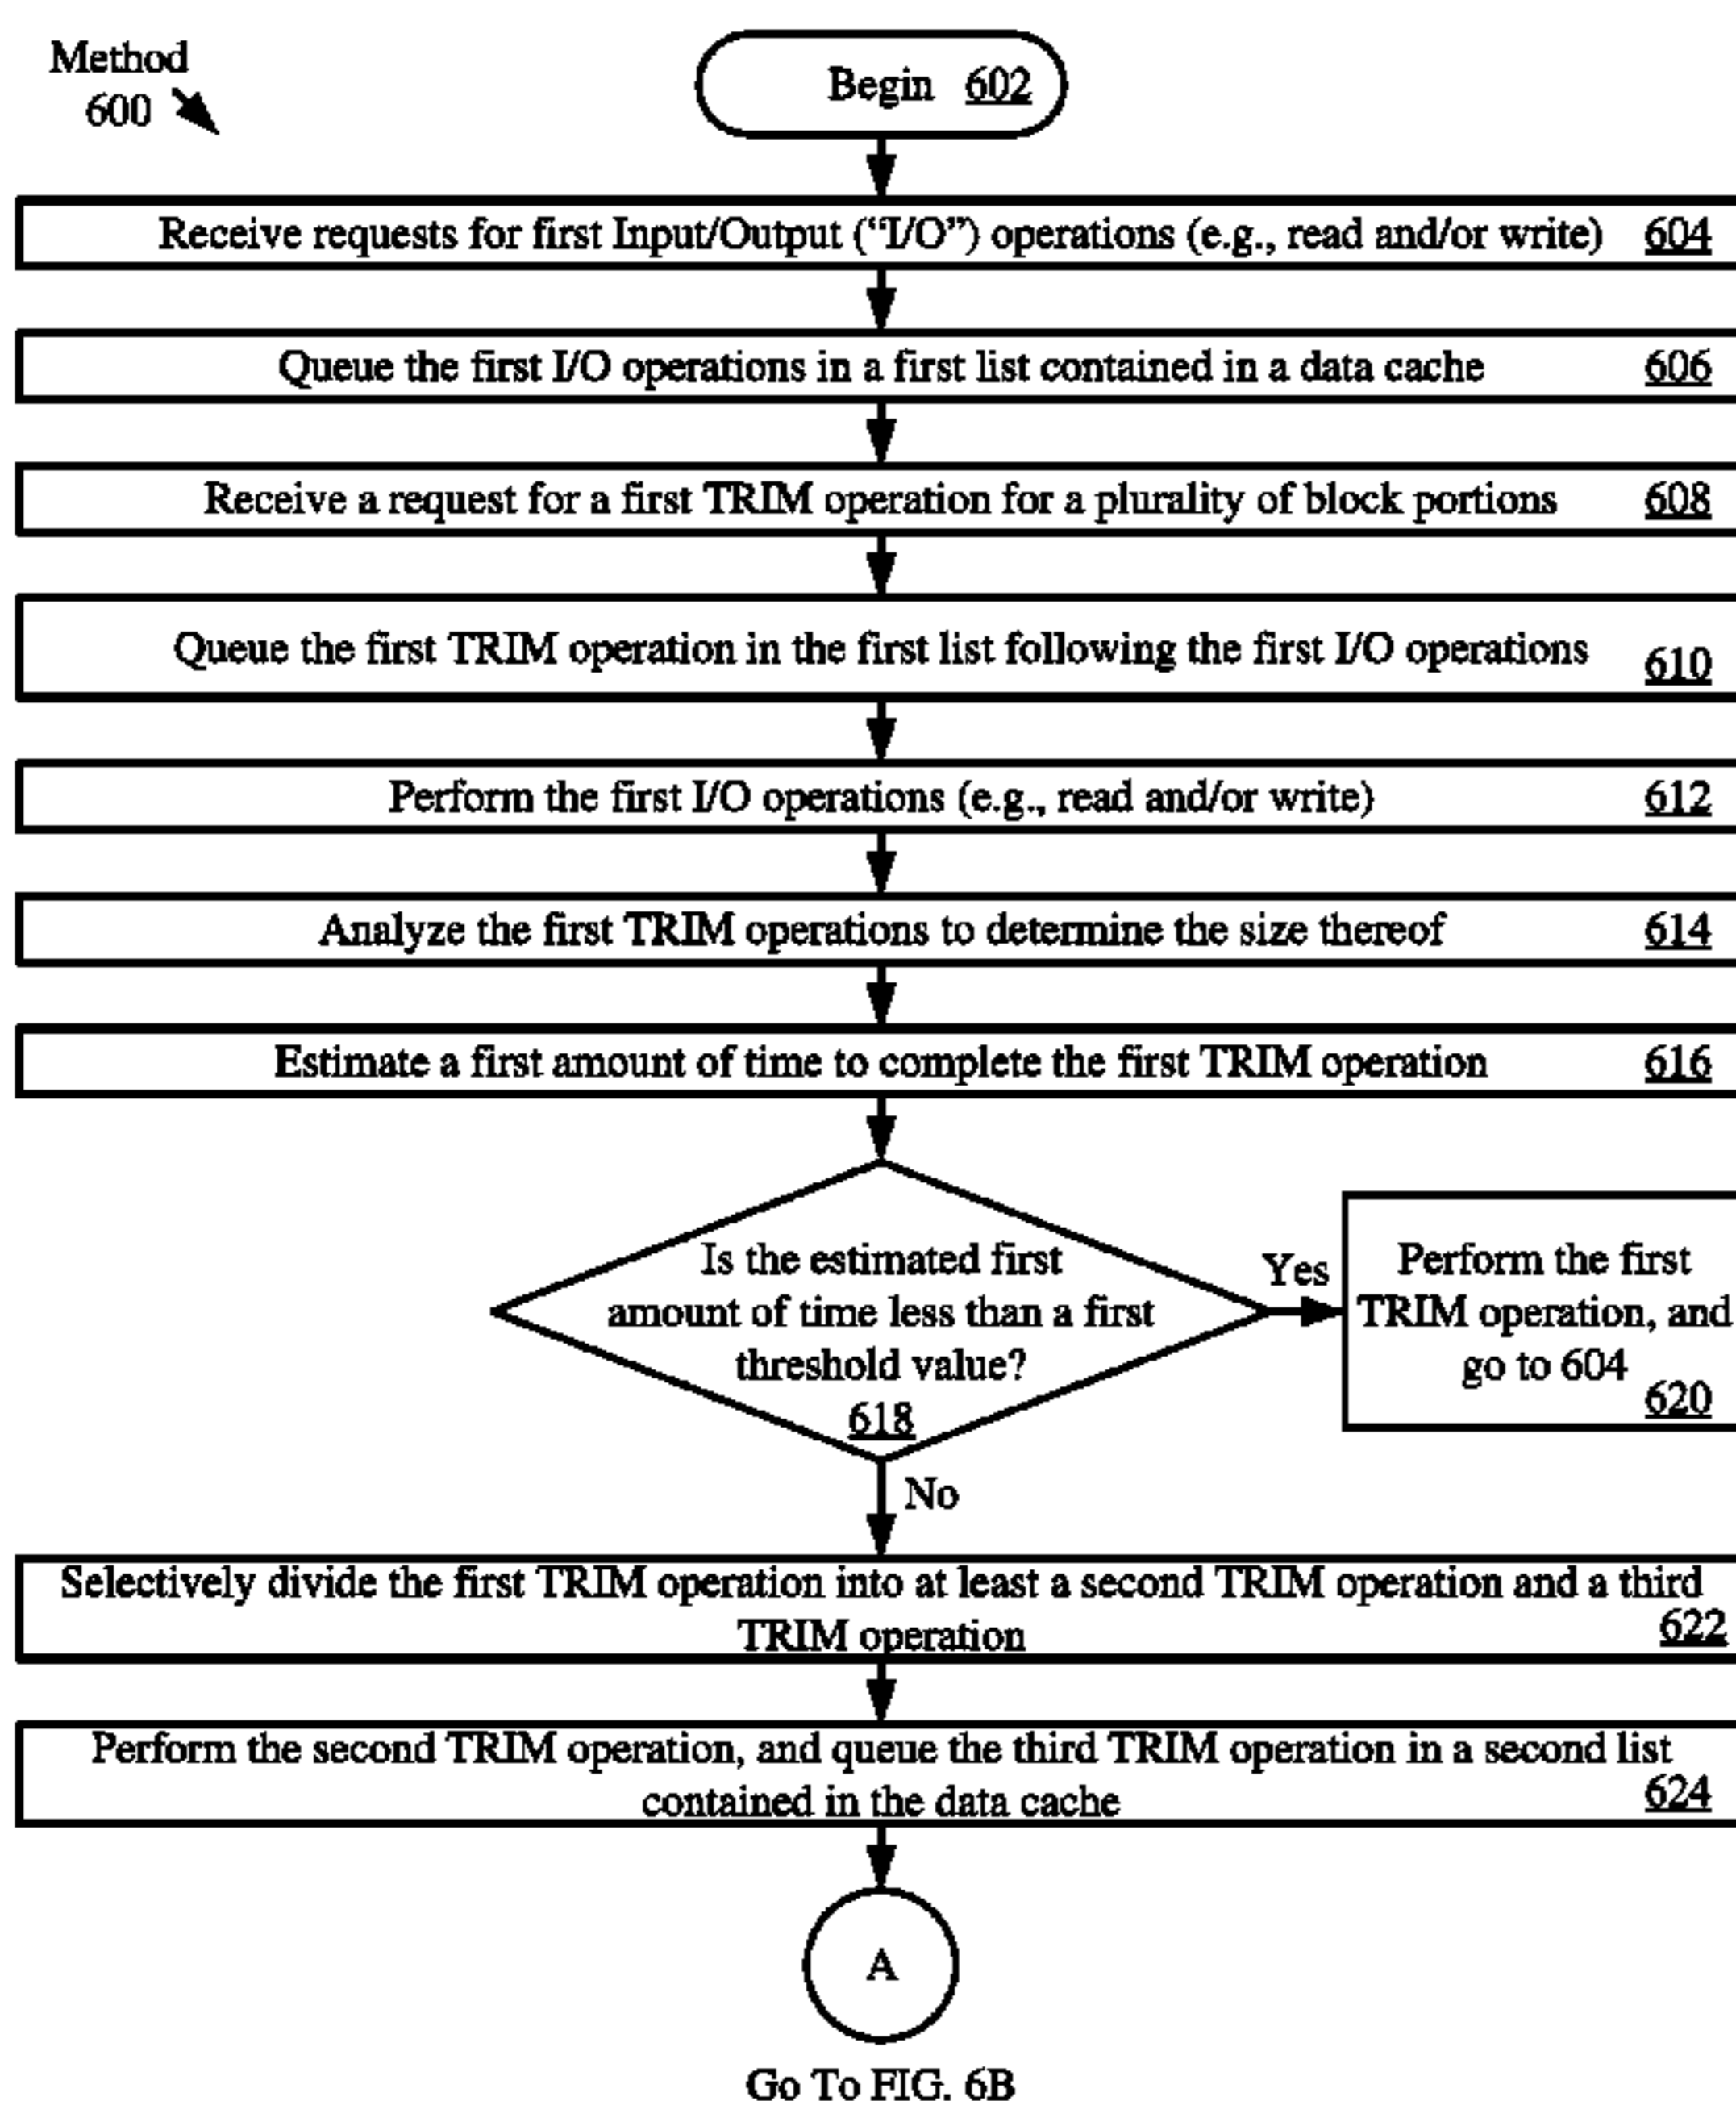 Method
600
Begin 602
Receive requests for first Input/Output (“I/O”) operations (e.g., read and/or write) 604
Queue the first I/O operations in a first list contained in a data cache 606
Receive a request for a first TRIM operation for a plurality of block portions 608
Queue the first TRIM operation in the first list following the first I/O operations 610
Perform the first I/O operations (e.g., read and/or write) 612
Analyze the first TRIM operations to determine the size thereof 614
Estimate a first amount of time to complete the first TRIM operation 616
Is the estimated first
amount of time less than a first
threshold value?
618
Yes
Perform the first
TRIM operation, and
go to 604
620
No
Selectively divide the first TRIM operation into at least a second TRIM operation and a third
TRIM operation 622
Perform the second TRIM operation, and queue the third TRIM operation in a second list
contained in the data cache 624
A
Go To FIG. 6B